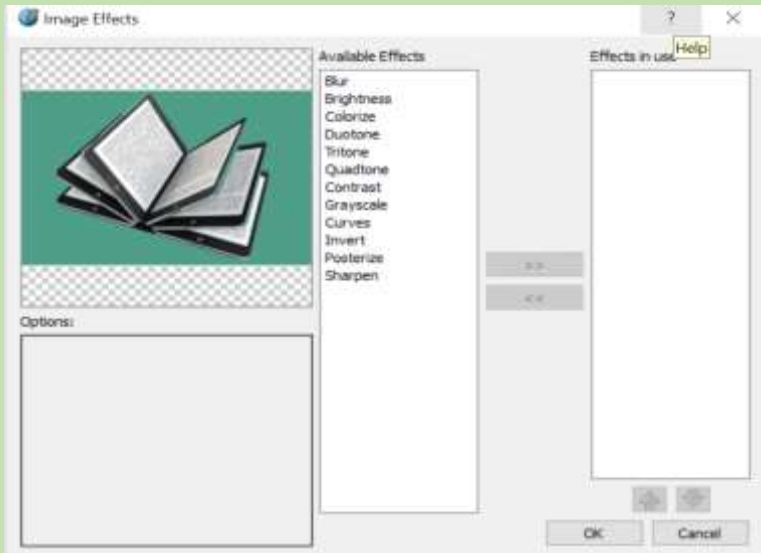 Image Effects
?
Help
Available Effects
Effects in use
Blur
Brightness
Colorize
Duotone
Tritone
Quadtone
Contrast
Grayscale
Curves
Invert
Posterize
Sharpen
>>
<<
Options:
OK
Cancel